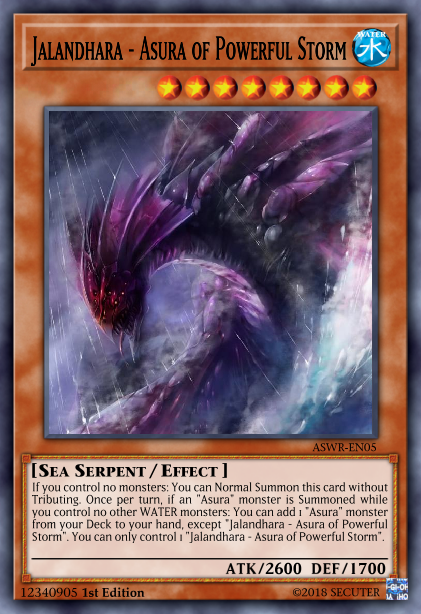 Jalandhara - Asura of Powerful Storm
WATER
水
ASWR-EN05
[Sea Serpent / Effect]
If you control no monsters: You can Normal Summon this card without
Tributing. Once per turn, if an "Asura" monster is Summoned while
you control no other WATER monsters: You can add 1 "Asura" monster
from your Deck to your hand, except "Jalandhara - Asura of Powerful
Storm". You can only control 1 "Jalandhara - Asura of Powerful Storm".
ATK/2600 DEF/1700
12340905 1st Edition
©2018 SECUTER